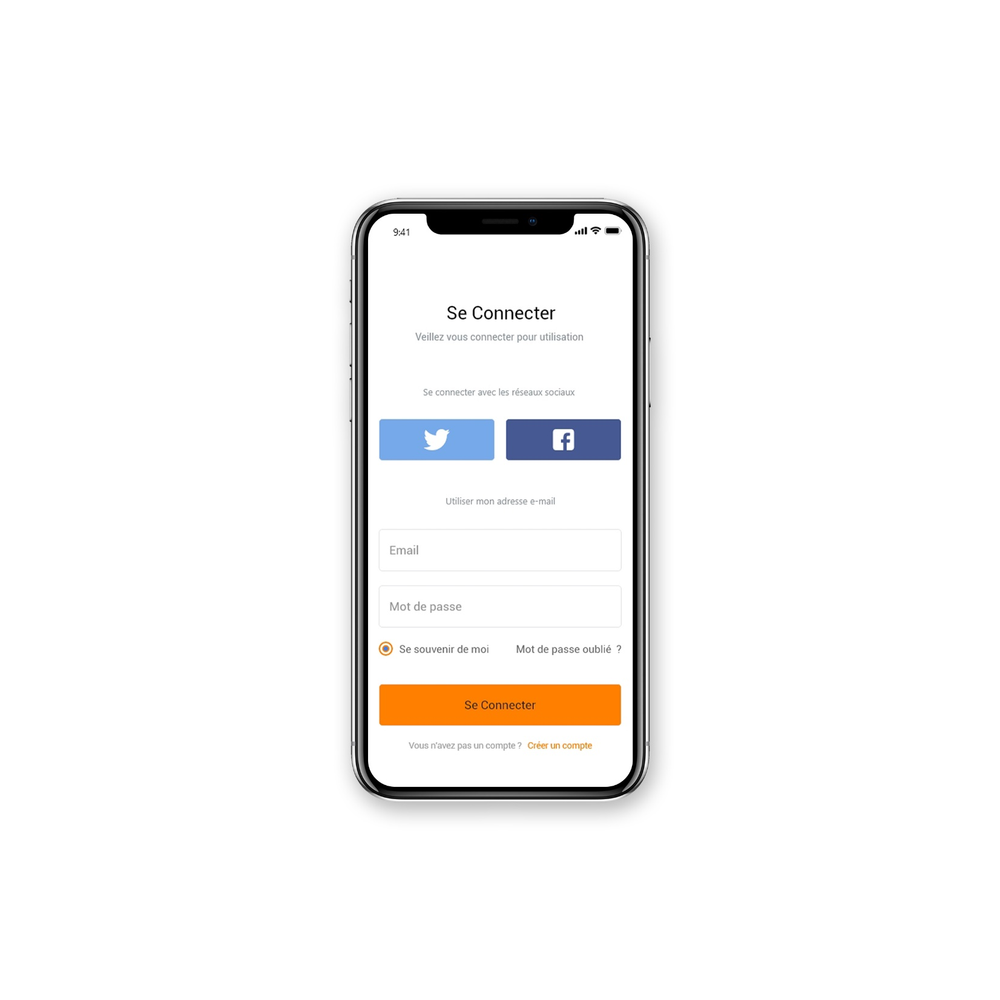 9:41
Se Connecter
Veillez vous connecter pour utilisation
Se connecter avec les réseaux sociaux
Utiliser mon adresse e-mail
Email
Mot de passe
Se souvenir de moi Mot de passe oublié ?
Se Connecter
Vous n'avez pas un compte ? Créer un compte